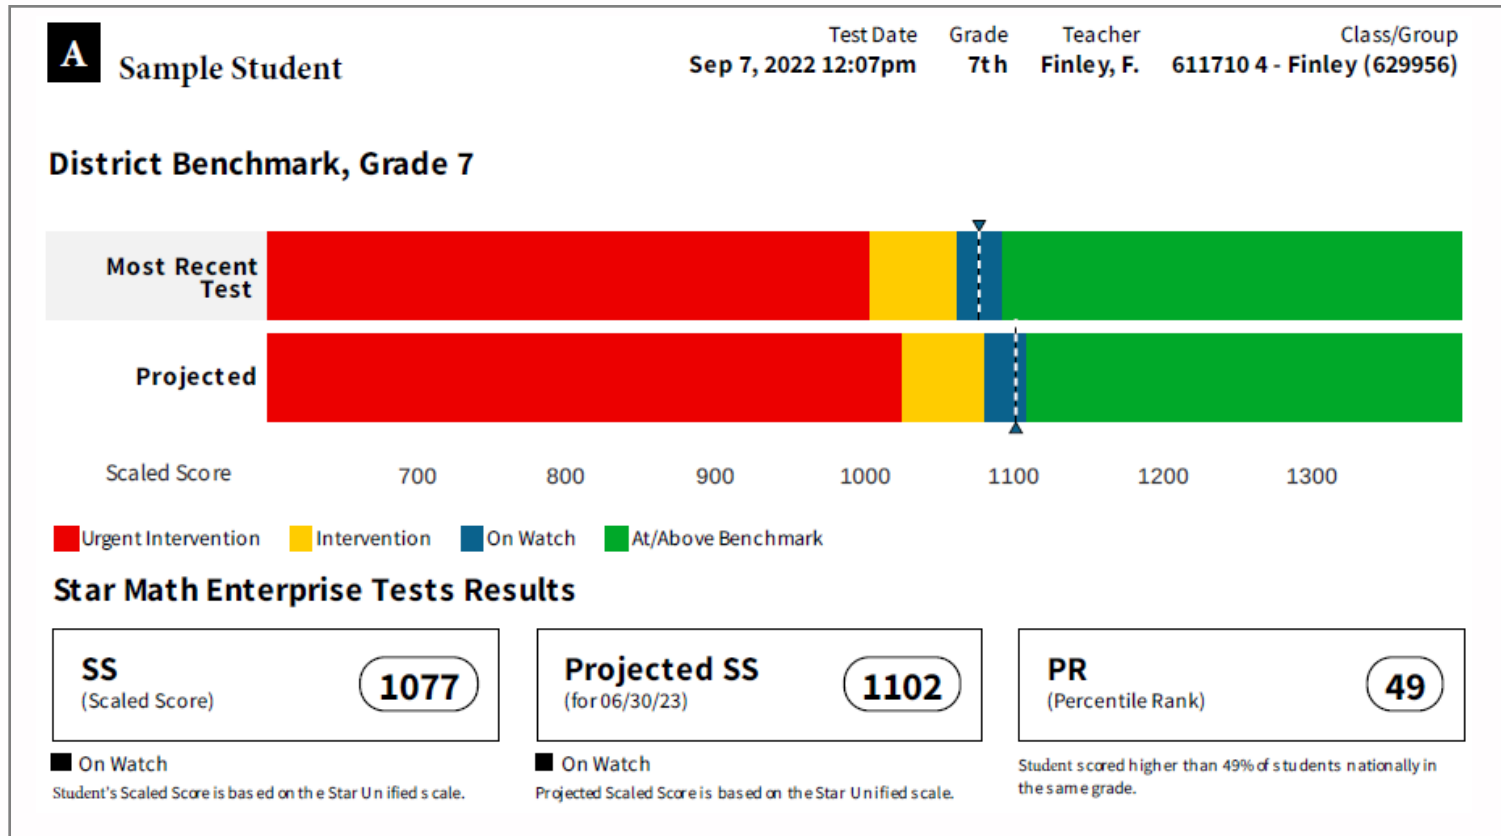 A
Sample Student
Test Date Grade Teacher Class/Group
Sep 7, 2022 12:07pm 7th Finley, F. 611710 4 - Finley (629956)
District Benchmark, Grade 7
Most Recent
Test
Projected
Scaled Score 700 800 900 1000 1100 1200 1300
Urgent Intervention Intervention On Watch At/Above Benchmark
Star Math Enterprise Tests Results
SS
(Scaled Score)
1077
Projected SS
(for 06/30/23)
1102
PR
(Percentile Rank)
49
On Watch
Student's Scaled Score is based on the Star Unified scale.
On Watch
Projected Scaled Score is based on the Star Unified scale.
Student scored higher than 49% of students nationally in
the same grade.